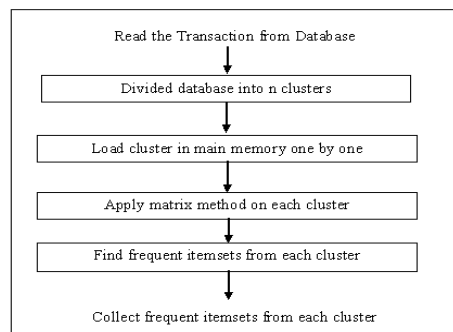 Read the Transaction from Database
Divided database into n clusters
Load cluster in main memory one by one
Apply matrix method on each cluster
Find frequent itemsets from each cluster
Collect frequent itemsets from each cluster